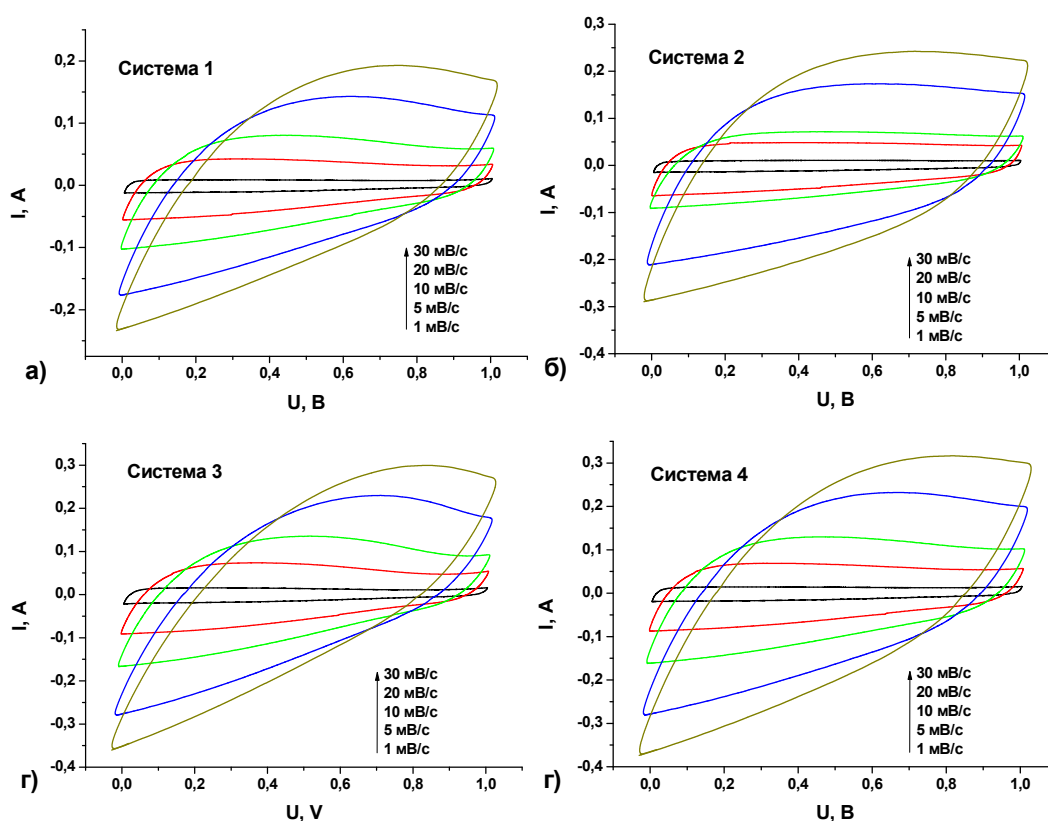 Система 1
0,2
0,1
0,0
-0,1
-0,2
I, A
30 мВ/с
20 мВ/с
10 мВ/с
5 мВ/с
1 мВ/с
0,0 0,2 0,4 0,6 0,8 1,0
U, В
а)
Система 2
0,3
0,2
0,1
0,0
-0,1
-0,2
-0,3
-0,4
I, A
30 мВ/с
20 мВ/с
10 мВ/с
5 мВ/с
1 мВ/с
0,0 0,2 0,4 0,6 0,8 1,0
U, В
б)
Система 3
0,3
0,2
0,1
0,0
-0,1
-0,2
-0,3
-0,4
I, A
30 мВ/с
20 мВ/с
10 мВ/с
5 мВ/с
1 мВ/с
0,0 0,2 0,4 0,6 0,8 1,0
U, V
г)
Система 4
0,3
0,2
0,1
0,0
-0,1
-0,2
-0,3
-0,4
I, A
30 мВ/с
20 мВ/с
10 мВ/с
5 мВ/с
1 мВ/с
0,0 0,2 0,4 0,6 0,8 1,0
U, В
г)